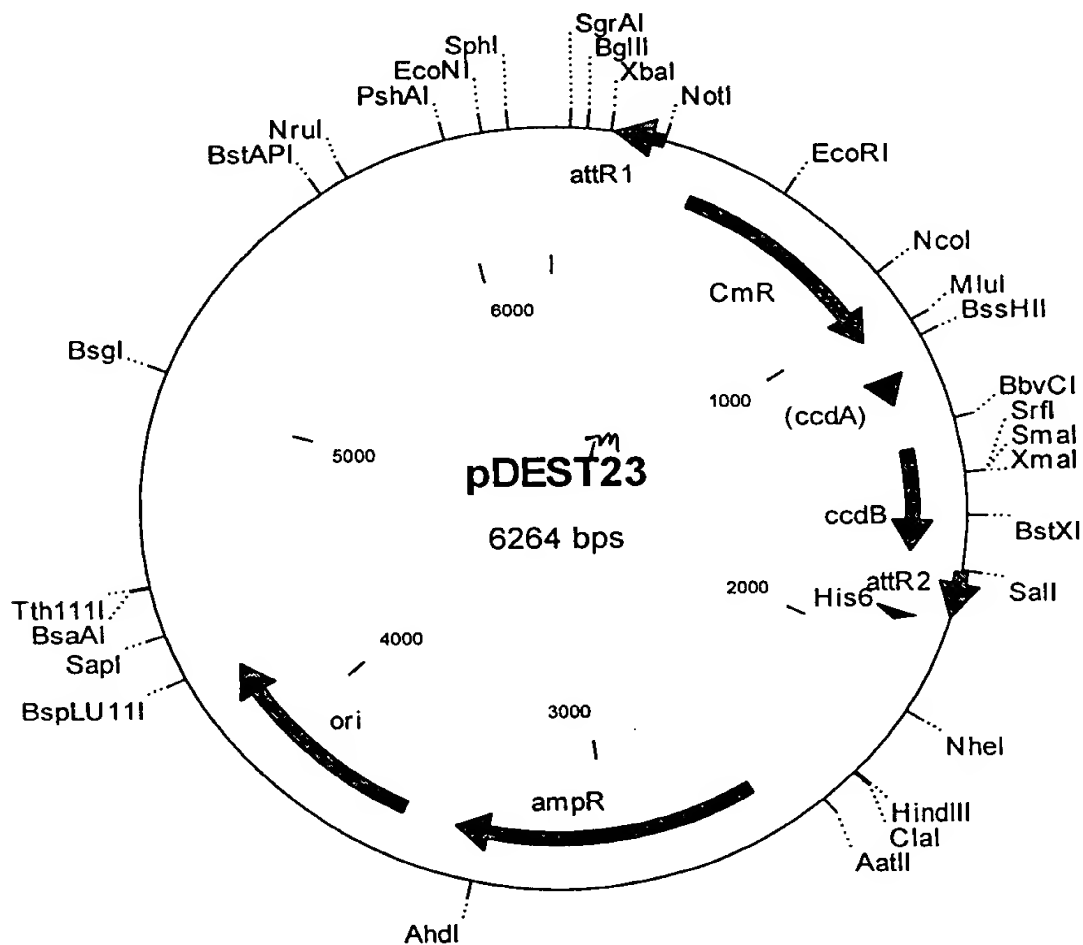 SgrAI
BglII
XbaI
SphI
EcoNI
PshAI
NotI
NruI
BstAPI
EcoRI
attR1
NcoI
CmR
MluI
BssHII
6000
BsgI
1000
BbvCI
(ccdA)
SrfI
SmaI
XmaI
5000
TM
pDEST23
6264 bps
ccdB
BstXI
attR2
His6
2000
SalI
Tth111I
BsaAI
SapI
4000
BspLU11I
ori
3000
NheI
ampR
HindIII
ClaI
AatII
AhdI